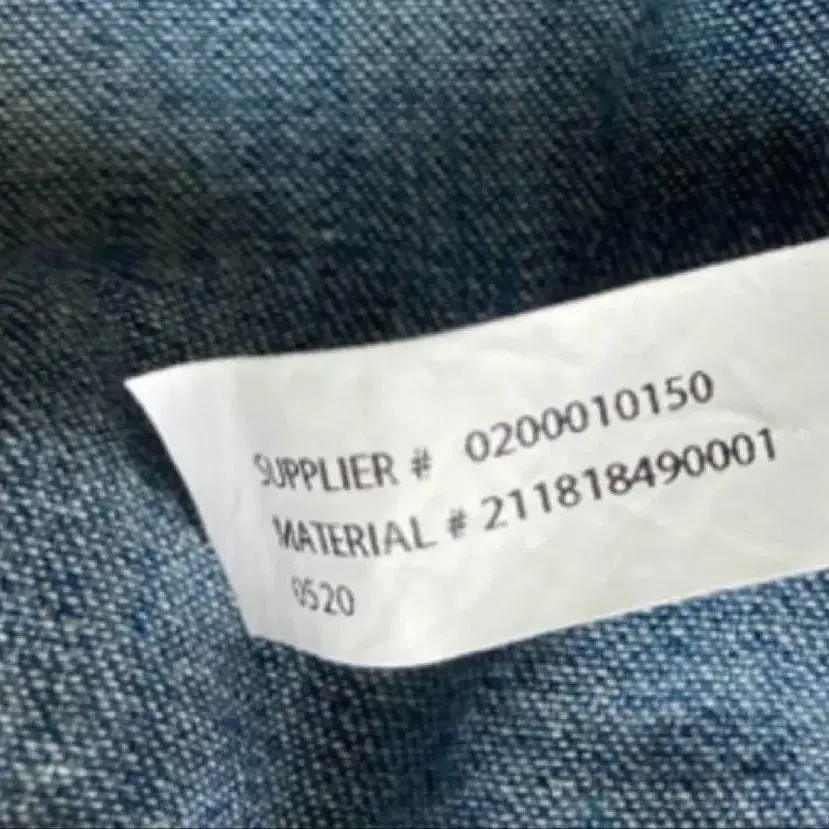 SUPPLIER # 0200010150
MATERIAL # 211818490001
0520